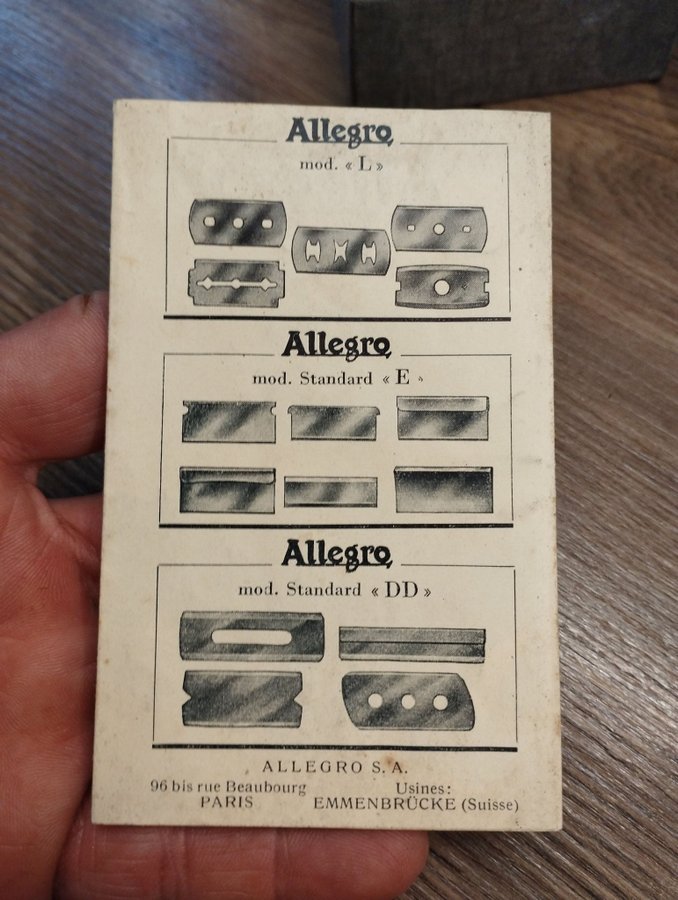 Allegro
mod. « L »
Allegro
mod. Standard « E »
Allegro
mod. Standard « DD »
ALLEGRO S. A.
96 bis rue Beaubourg
PARIS
Usines:
EMMENBRÜCKE (Suisse)